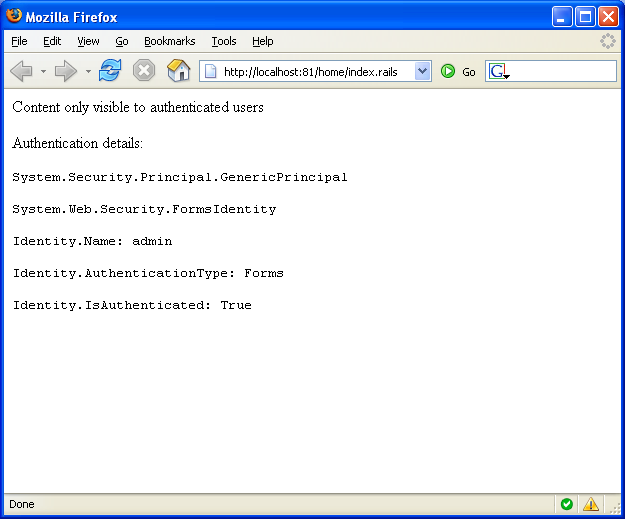 Mozilla Firefox
File Edit View Go Bookmarks Tools Help
http://localhost:81/home/index.rails Go G
Content only visible to authenticated users
Authentication details:
System.Security.Principal.GenericPrincipal
System.Web.Security.FormsIdentity
Identity.Name: admin
Identity.AuthenticationType: Forms
Identity.IsAuthenticated: True
Done